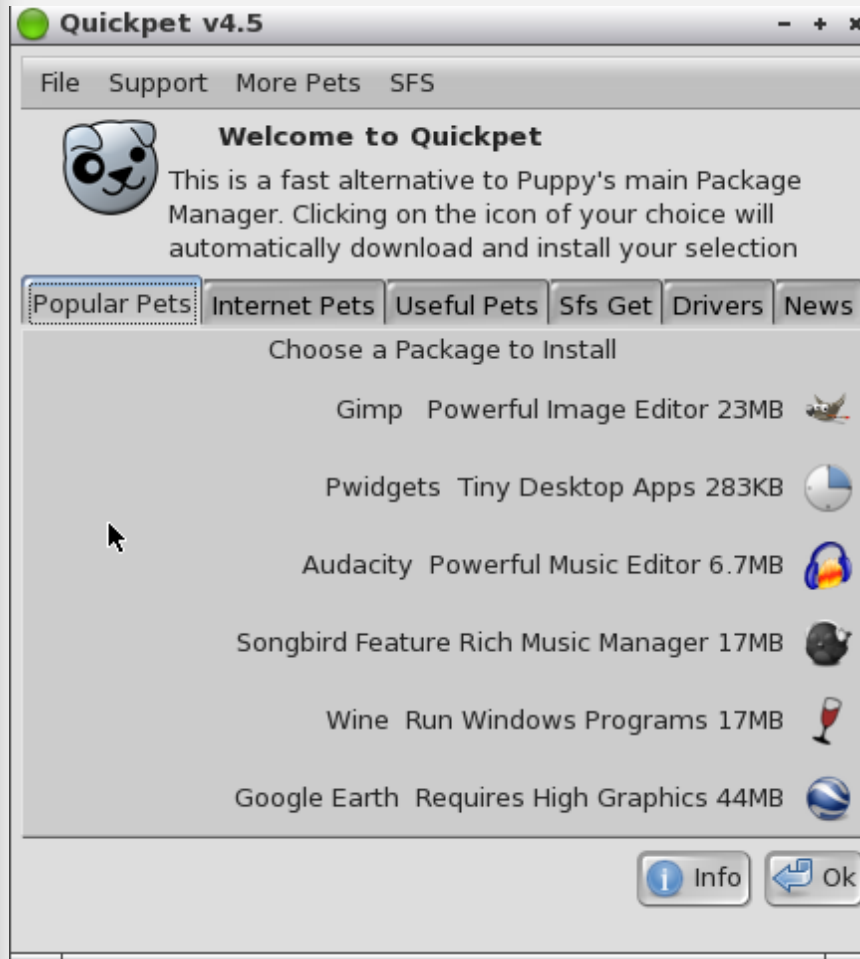 Quickpet v4.5
File Support More Pets SFS
Welcome to Quickpet
This is a fast alternative to Puppy's main Package
Manager. Clicking on the icon of your choice will
automatically download and install your selection
Popular Pets Internet Pets Useful Pets Sfs Get Drivers News
Choose a Package to Install
Gimp Powerful Image Editor 23MB
Pwidgets Tiny Desktop Apps 283KB
Audacity Powerful Music Editor 6.7MB
Songbird Feature Rich Music Manager 17MB
Wine Run Windows Programs 17MB
Google Earth Requires High Graphics 44MB
Info Ok